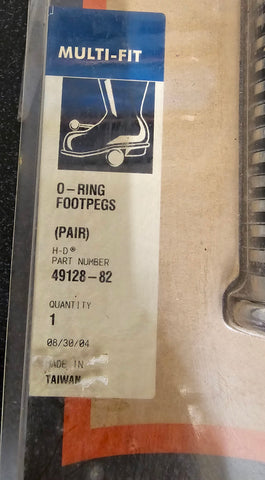 MULTI-FIT
O-RING
FOOTPEGS
(PAIR)
H-D®
PART NUMBER
49128-82
QUANTITY
1
08/30/04
MADE IN
TAIWAN